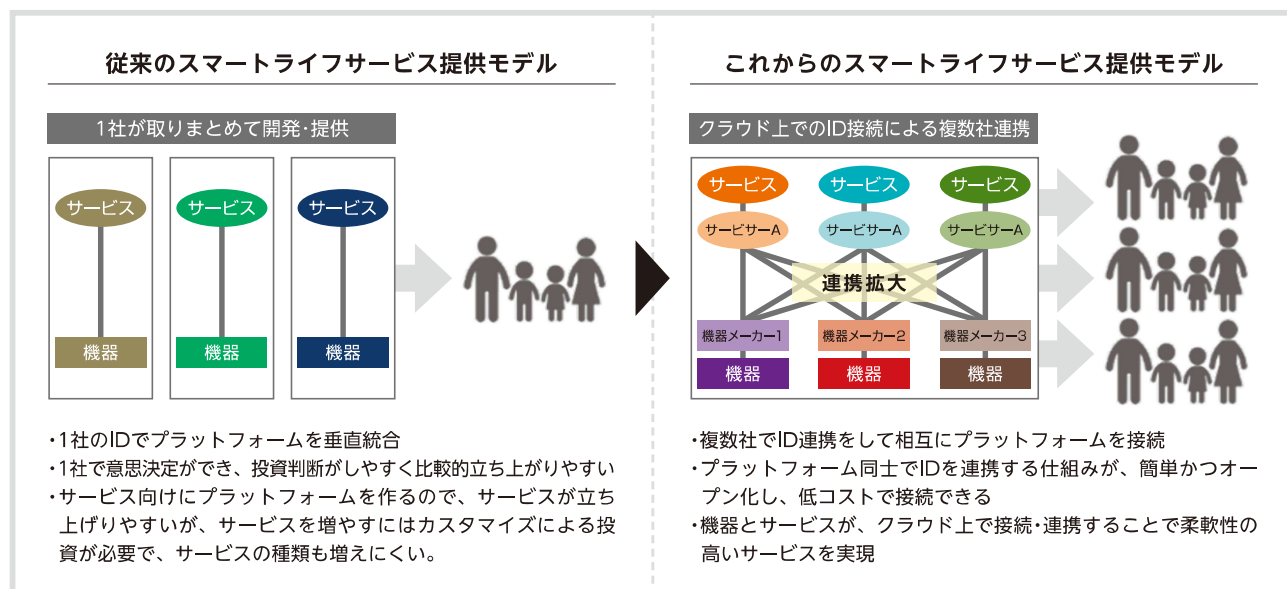 従来のスマートライフサービス提供モデル
1社が取りまとめて開発・提供
サービス
サービス
サービス
機器
機器
機器
・1社のIDでプラットフォームを垂直統合
・1社で意思決定ができ、投資判断がしやすく比較的立ち上がりやすい
・サービス向けにプラットフォームを作るので、サービスが立ち
上げりやすいが、サービスを増やすにはカスタマイズによる投
資が必要で、サービスの種類も増えにくい。
これからのスマートライフサービス提供モデル
クラウド上でのID接続による複数社連携
サービス
サービス
サービス
サービサーA
サービサーA
サービサーA
連携拡大
機器メーカー1
機器メーカー2
機器メーカー3
機器
機器
機器
・複数社でID連携をして相互にプラットフォームを接続
・プラットフォーム同士でIDを連携する仕組みが、簡単かつオー
プン化し、低コストで接続できる
・機器とサービスが、クラウド上で接続・連携することで柔軟性の
高いサービスを実現